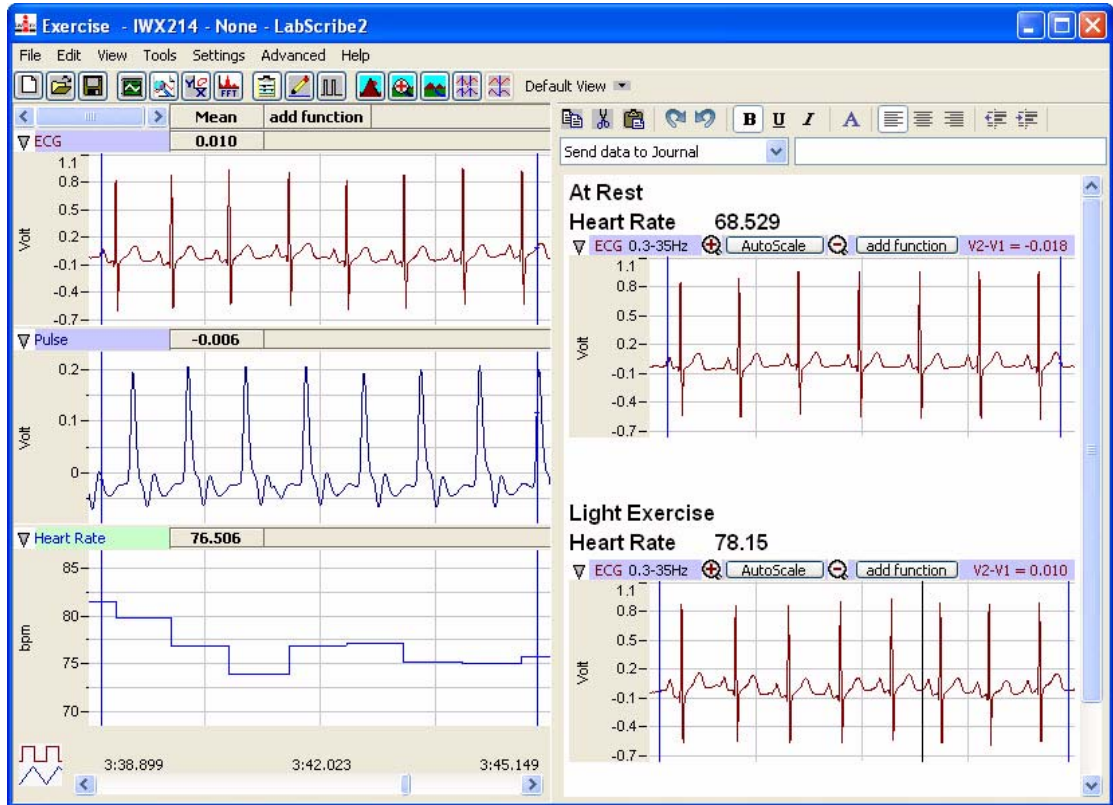 Exercise - IWX214 - None - LabScribe2
File Edit View Tools Settings Advanced Help
Default View
Mean add function
ECG 0.010
1.1
0.8
0.5
0.2
-0.1
-0.4
-0.7
Volt
Pulse -0.006
0.2
0.1
0
Volt
Heart Rate 76.506
85
80
75
70
bpm
3:38.899 3:42.023 3:45.149
B U I A
Send data to Journal
At Rest
Heart Rate 68.529
ECG 0.3-35Hz AutoScale add function V2-V1 = -0.018
1.1
0.8
0.5
0.2
-0.1
-0.4
-0.7
Volt
Light Exercise
Heart Rate 78.15
ECG 0.3-35Hz AutoScale add function V2-V1 = 0.010
1.1
0.8
0.5
0.2
-0.1
-0.4
-0.7
Volt